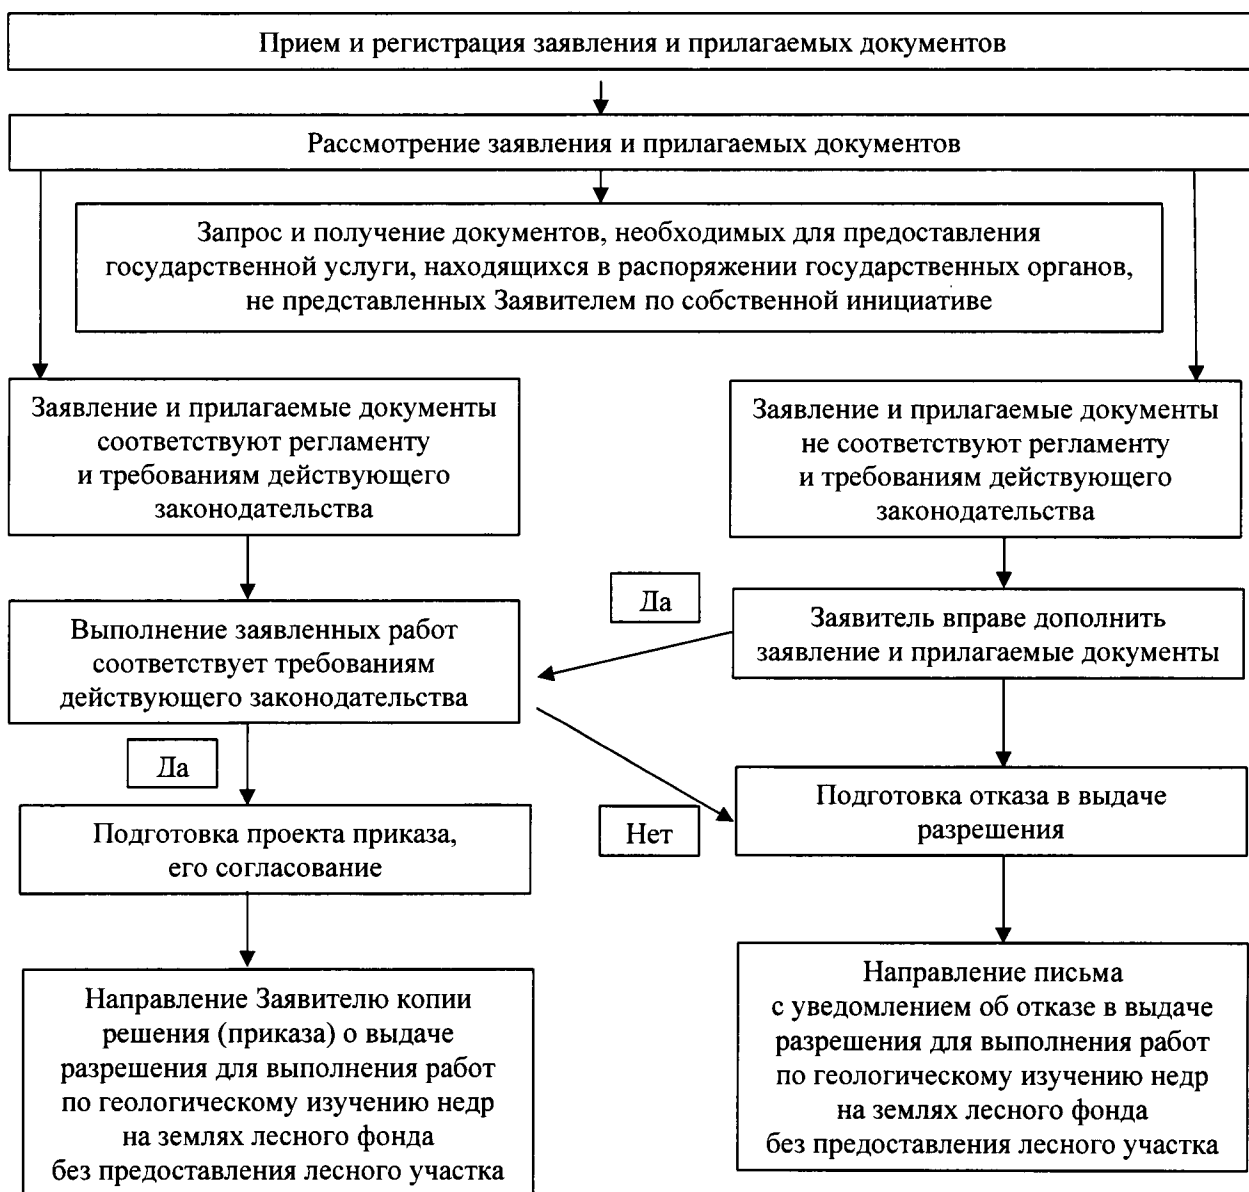 Прием и регистрация заявления и прилагаемых документов
Рассмотрение заявления и прилагаемых документов
Запрос и получение документов, необходимых для предоставления
государственной услуги, находящихся в распоряжении государственных органов,
не представленных Заявителем по собственной инициативе
Заявление и прилагаемые документы
соответствуют регламенту
и требованиям действующего
законодательства
Заявление и прилагаемые документы
не соответствуют регламенту
и требованиям действующего
законодательства
Да
Выполнение заявленных работ
соответствует требованиям
действующего законодательства
Заявитель вправе дополнить
заявление и прилагаемые документы
Да
Нет
Подготовка проекта приказа,
его согласование
Подготовка отказа в выдаче
разрешения
Направление Заявителю копии
решения (приказа) о выдаче
разрешения для выполнения работ
по геологическому изучению недр
на землях лесного фонда
без предоставления лесного участка
Направление письма
с уведомлением об отказе в выдаче
разрешения для выполнения работ
по геологическому изучению недр
на землях лесного фонда
без предоставления лесного участка